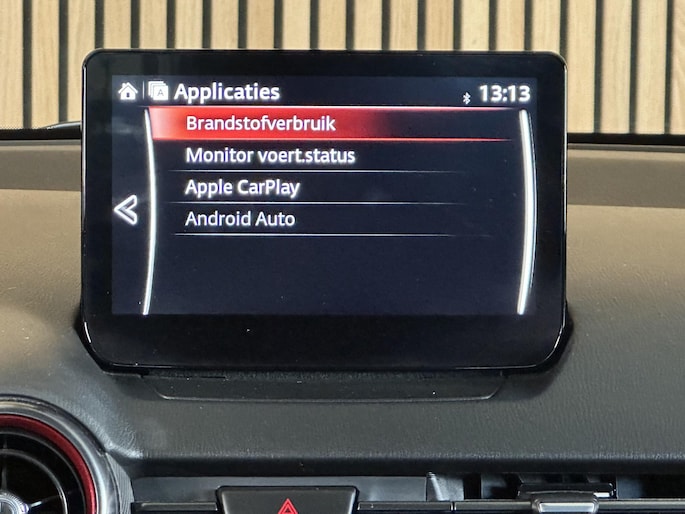 Applicaties 13:13
Brandstofverbruik
Monitor voert.status
Apple CarPlay
Android Auto